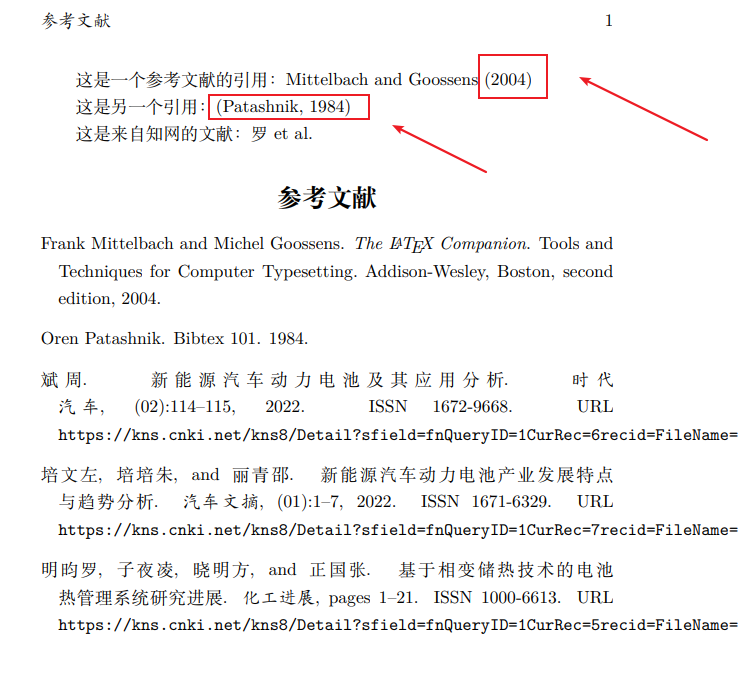 参考文献 1
这是一个参考文献的引用：Mittelbach and Goossens (2004)
这是另一个引用：(Patashnik, 1984)
这是来自知网的文献：罗 et al.
参考文献
Frank Mittelbach and Michel Goossens. The LATEX Companion. Tools and
Techniques for Computer Typesetting. Addison-Wesley, Boston, second
edition, 2004.
Oren Patashnik. Bibtex 101. 1984.
斌周. 新能源汽车动力电池及其应用分析. 时代
汽车, (02):114–115, 2022. ISSN 1672-9668. URL
https://kns.cnki.net/kns8/Detail?sfield=fnQueryID=1CurRec=6recid=FileName=
培文左, 培培朱, and 丽青邵. 新能源汽车动力电池产业发展特点
与趋势分析. 汽车文摘, (01):1–7, 2022. ISSN 1671-6329. URL
https://kns.cnki.net/kns8/Detail?sfield=fnQueryID=1CurRec=7recid=FileName=
明昀罗, 子夜凌, 晓明方, and 正国张. 基于相变储热技术的电池
热管理系统研究进展. 化工进展, pages 1–21. ISSN 1000-6613. URL
https://kns.cnki.net/kns8/Detail?sfield=fnQueryID=1CurRec=5recid=FileName=